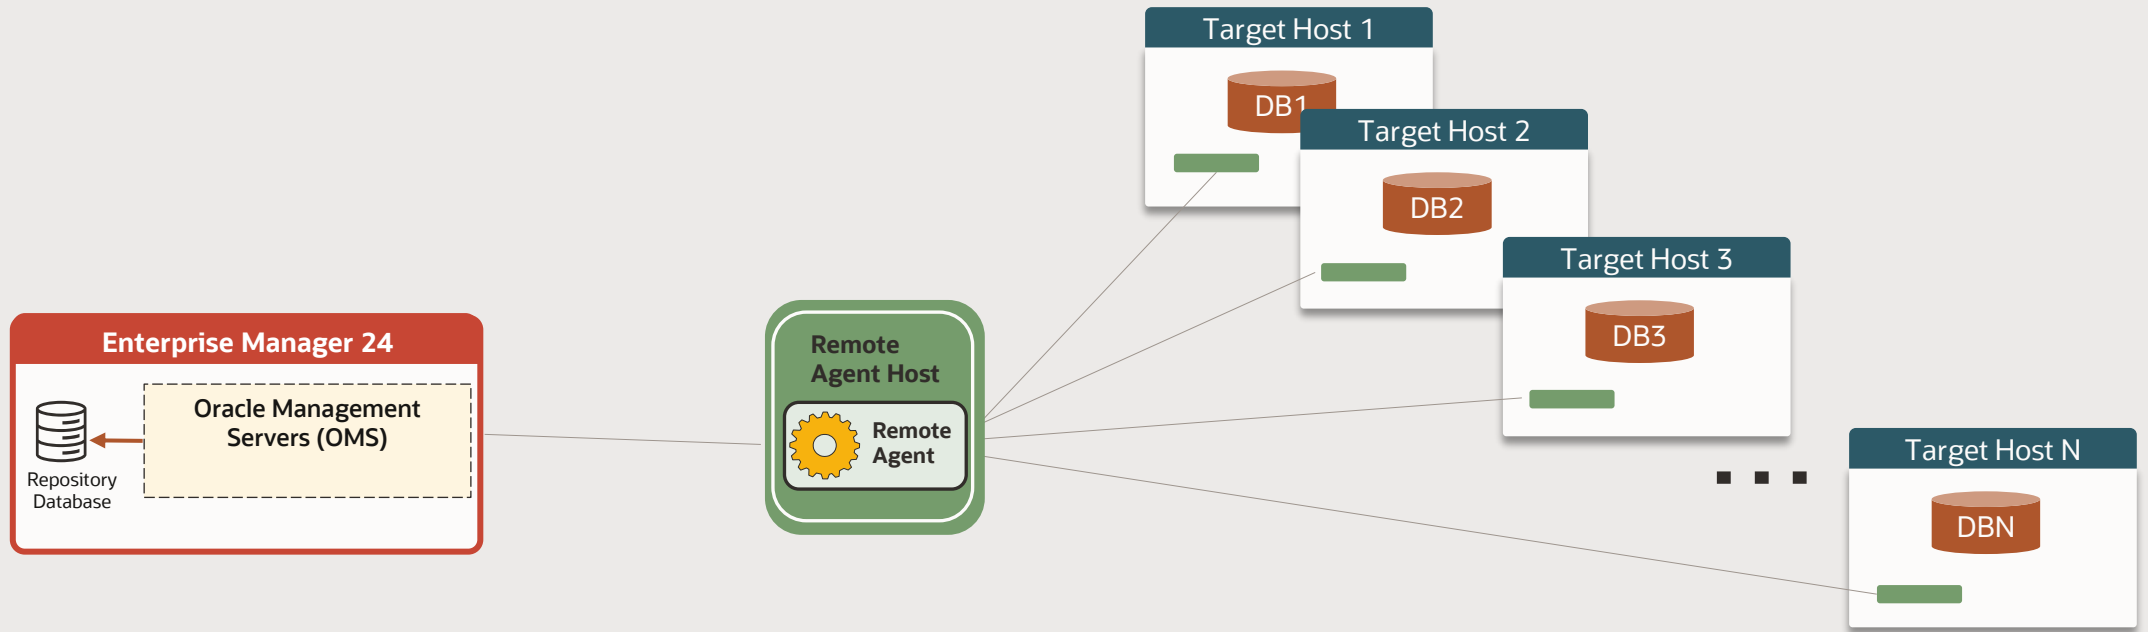 Enterprise Manager 24
Oracle Management
Servers (OMS)
Repository
Database
Remote
Agent Host
Remote
Agent
Target Host 1
DB1
Target Host 2
DB2
Target Host 3
DB3
Target Host N
DBN